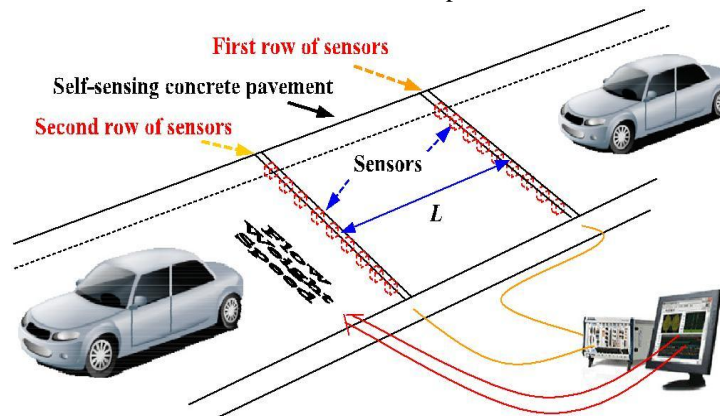 First row of sensors
Self-sensing concrete pavement
Second row of sensors
Sensors
L
Flow
Weight
Speed